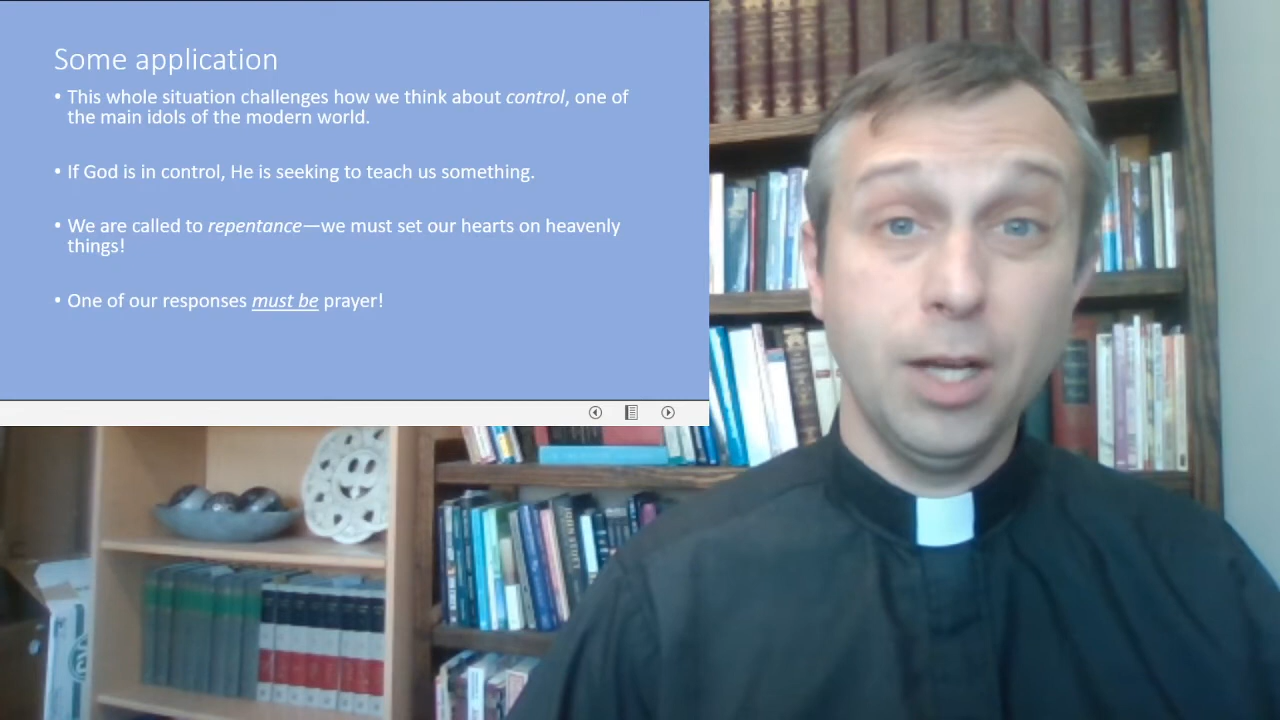 Some application
• This whole situation challenges how we think about control, one of
the main idols of the modern world.
• If God is in control, He is seeking to teach us something.
• We are called to repentance—we must set our hearts on heavenly
things!
• One of our responses must be prayer!